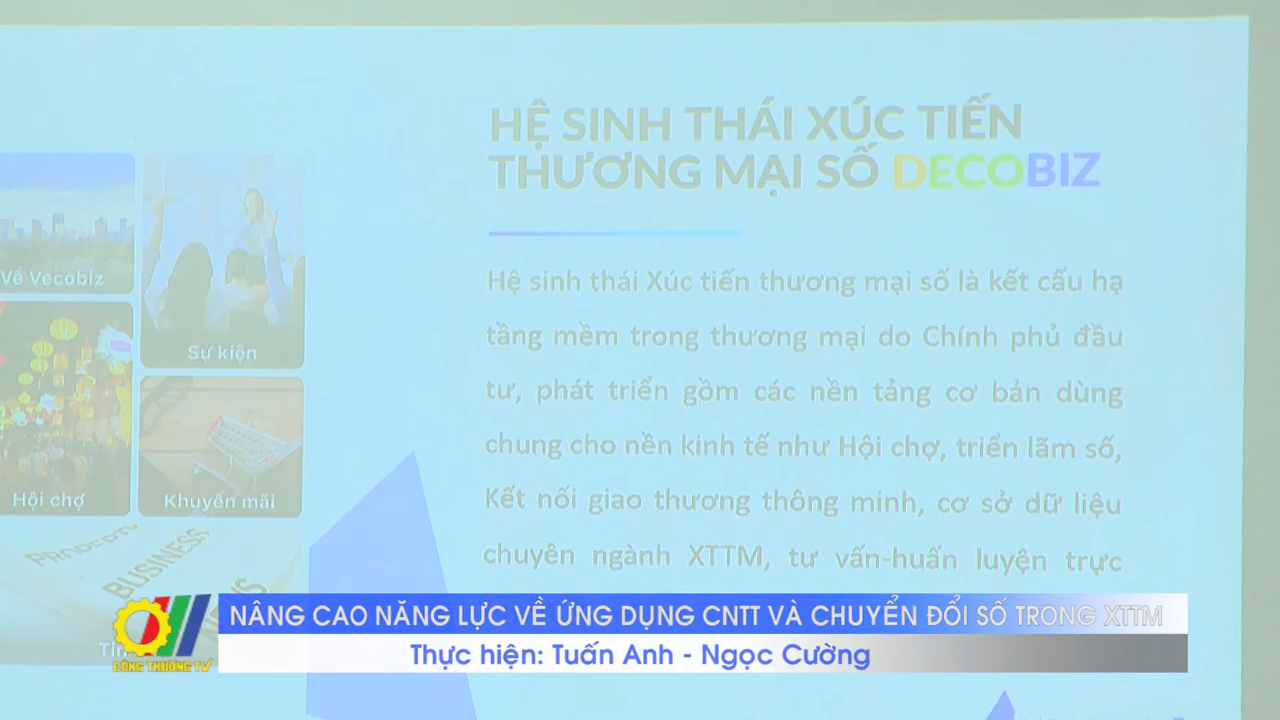 HỆ SINH THÁI XÚC TIẾN
THƯƠNG MẠI SỐ DECOBIZ
Hệ sinh thái Xúc tiến thương mại số là kết cấu hạ
tầng mềm trong thương mại do Chính phủ đầu
tư, phát triển gồm các nền tảng cơ bản dùng
chung cho nền kinh tế như Hội chợ, triển lãm số,
Kết nối giao thương thông minh, cơ sở dữ liệu
chuyên ngành XTTM, tư vấn-huấn luyện trực
Về Vecobiz
Sự kiện
Hội chợ
Khuyến mãi
PROPERTY
BUSINESS
NÂNG CAO NĂNG LỰC VỀ ỨNG DỤNG CNTT VÀ CHUYỂN ĐỔI SỐ TRONG XTTM
Thực hiện: Tuấn Anh - Ngọc Cường
CÔNG THƯƠNG TV